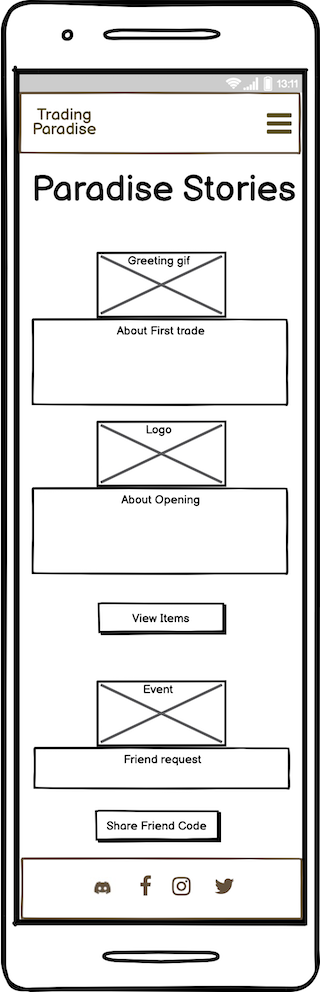 13:11
Trading
Paradise
Paradise Stories
Greeting gif
About First trade
Logo
About Opening
View Items
Event
Friend request
Share Friend Code